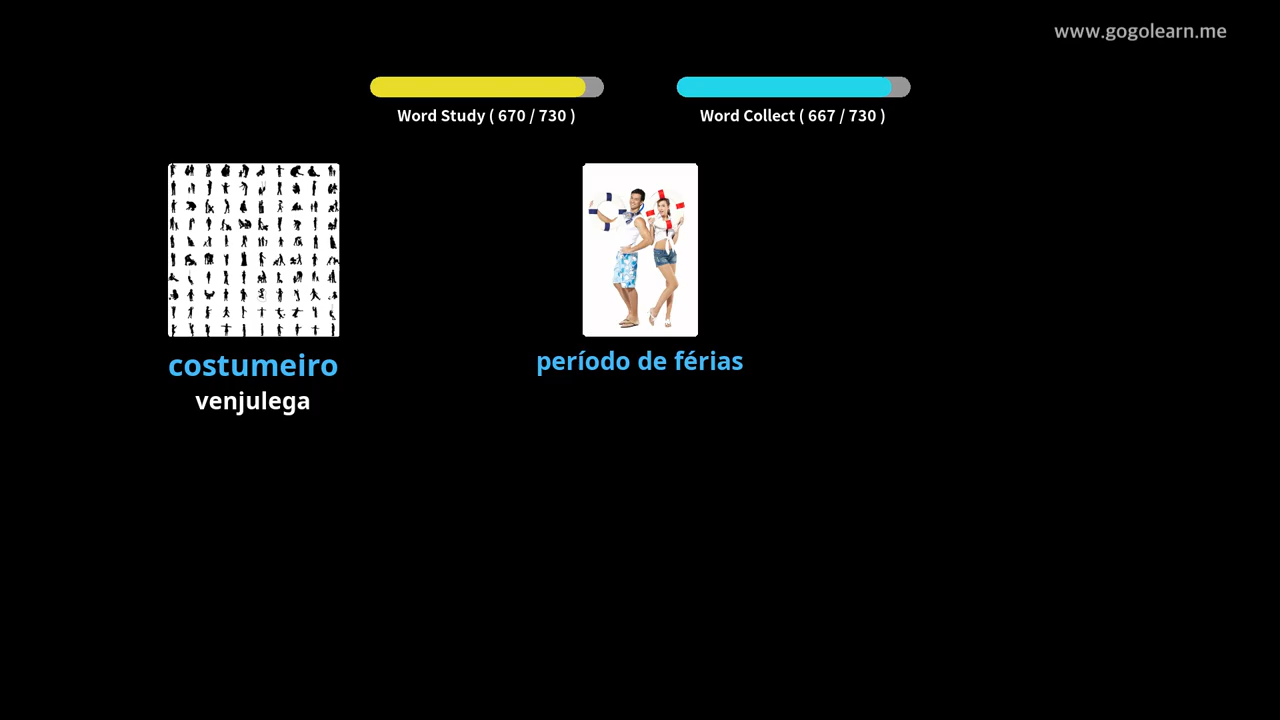 www.gogolearn.me
Word Study ( 670 / 730 )
Word Collect ( 667 / 730 )
costumeiro
venjulega
período de férias